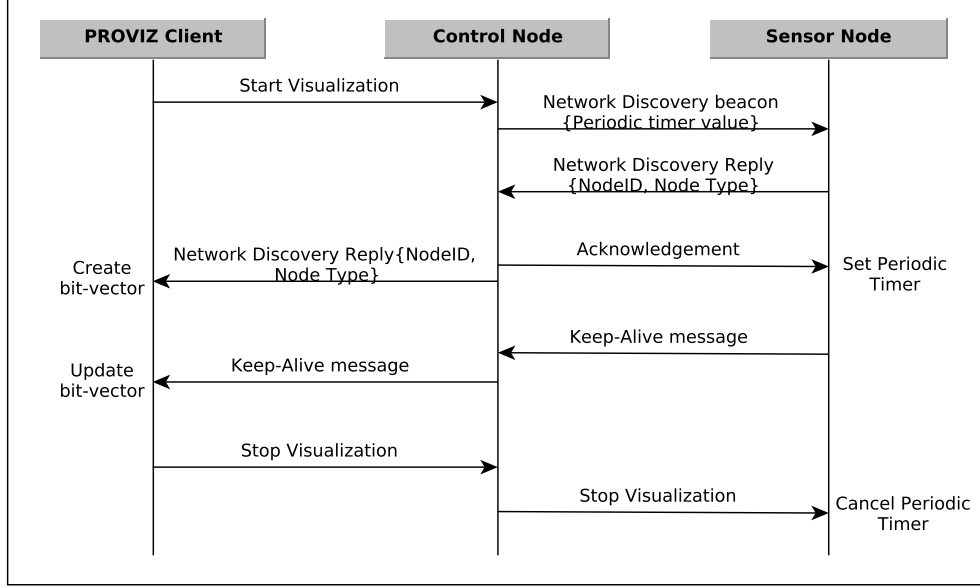 PROVIZ Client
Control Node
Sensor Node
Start Visualization
Network Discovery beacon
{Periodic timer value}
Network Discovery Reply
{NodeID, Node Type}
Acknowledgement
Network Discovery Reply{NodeID,
Node Type}
Create
bit-vector
Set Periodic
Timer
Keep-Alive message
Keep-Alive message
Update
bit-vector
Stop Visualization
Stop Visualization
Cancel Periodic
Timer